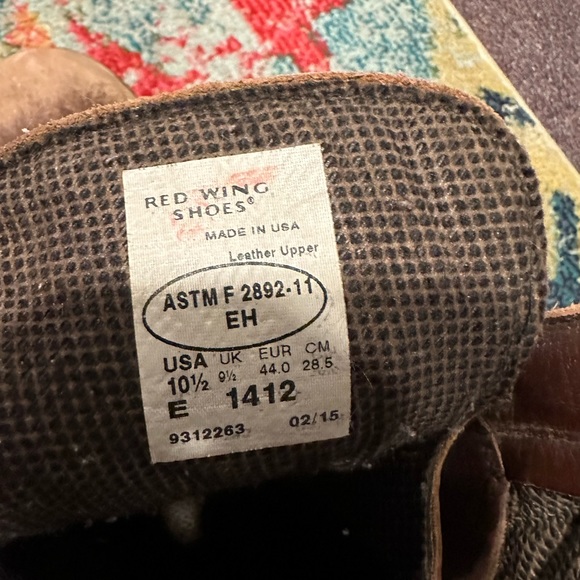 RED WING
SHOES®
MADE IN USA
Leather Upper
ASTM F 2892-11
EH
USA UK EUR CM
10½ 9½ 44.0 28.5
E 1412
9312263 02/15